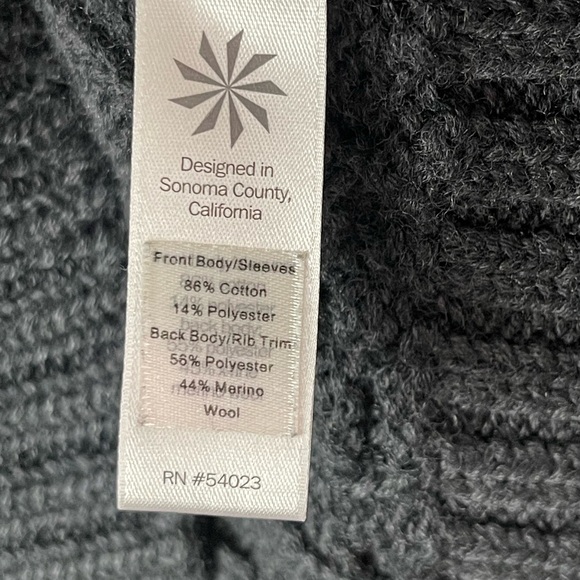 Designed in
Sonoma County,
California
Front Body/Sleeves
86% Cotton
14% Polyester
Back Body/Rib Trim
56% Polyester
44% Merino
Wool
RN #54023